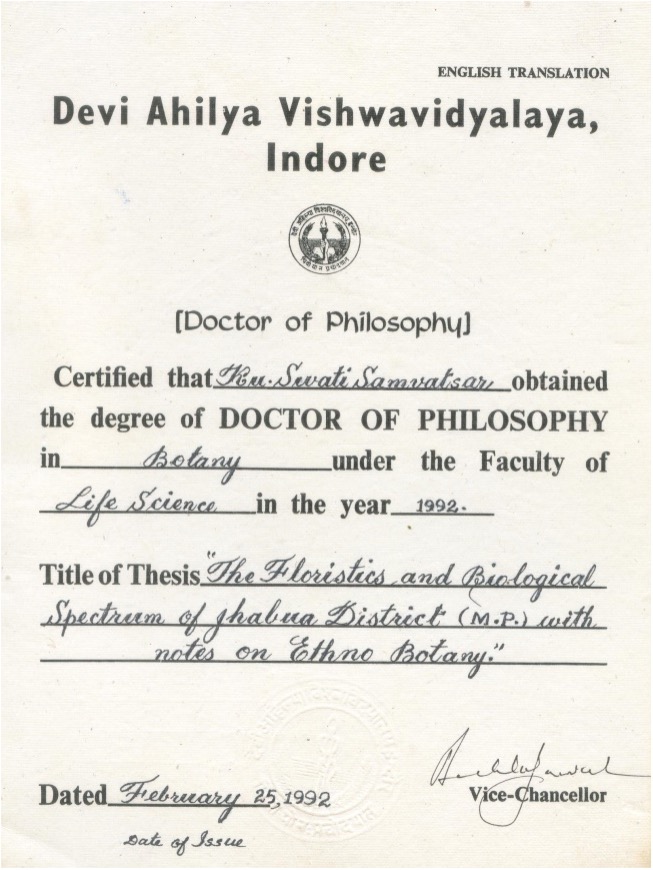 ENGLISH TRANSLATION
Devi Ahilya Vishwavidyalaya,
Indore
[Doctor of Philosophy]
Certified that Ku. Swati Samvatsar obtained
the degree of DOCTOR OF PHILOSOPHY
in Botany under the Faculty of
Life Science in the year 1992.
Title of Thesis "The Floristics and Biological
Spectrum of Jhabua District (M.P.) with
notes on Ethno Botany."
Dated February 25, 1992
Vice-Chancellor
Date of Issue